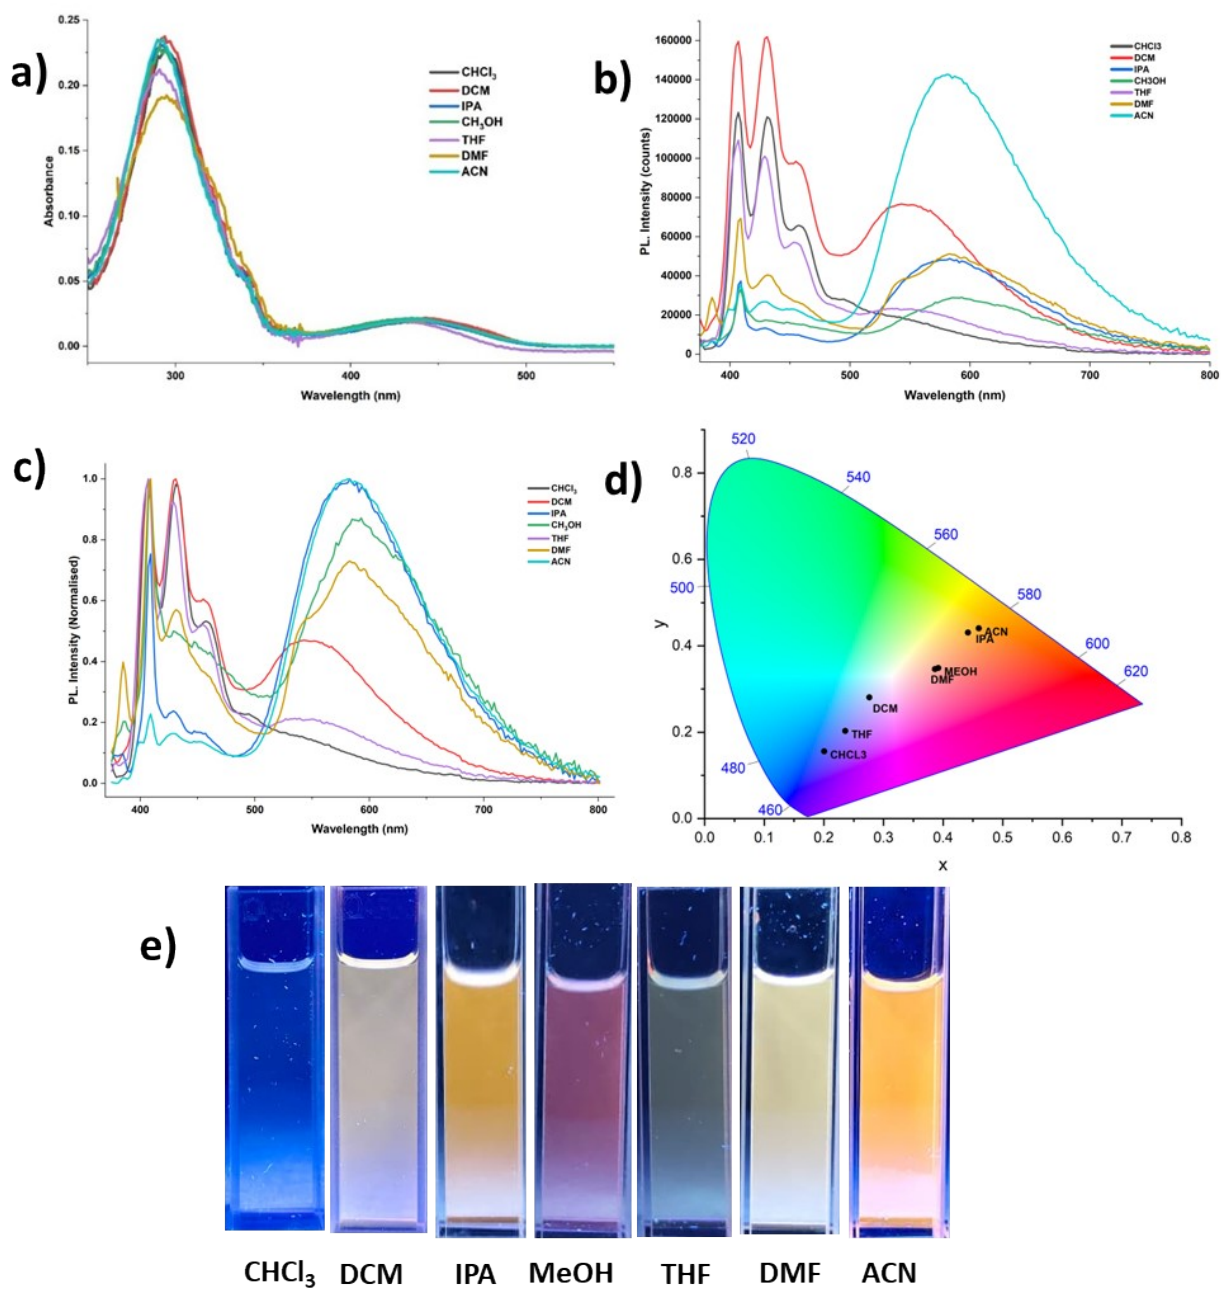 a)
0.25
0.20
0.15
0.10
0.05
0.00
Absorbance
300
400
500
Wavelength (nm)
CHCl₃
DCM
IPA
CH₃OH
THF
DMF
ACN
b)
160000
140000
120000
100000
80000
60000
40000
20000
0
PL. Intensity (counts)
400
500
600
700
800
Wavelength (nm)
CHCl3
DCM
IPA
CH3OH
THF
DMF
ACN
c)
1.0
0.8
0.6
0.4
0.2
0.0
PL. Intensity (Normalised)
400
500
600
700
800
Wavelength (nm)
CHCl₃
DCM
IPA
CH₃OH
THF
DMF
ACN
d)
0.8
0.6
0.4
0.2
0.0
y
0.0
0.1
0.2
0.3
0.4
0.5
0.6
0.7
0.8
x
520
540
560
580
600
620
500
480
460
ACN
IPA
MEOH
DMF
DCM
THF
CHCL3
e)
CHCl₃ DCM IPA MeOH THF DMF ACN